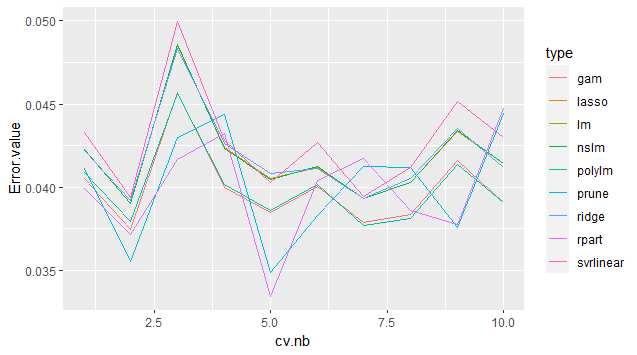 0.050
0.045
0.040
0.035
Error.value
2.5
5.0
7.5
10.0
cv.nb
type
gam
lasso
lm
nslm
polylm
prune
ridge
rpart
svrlinear